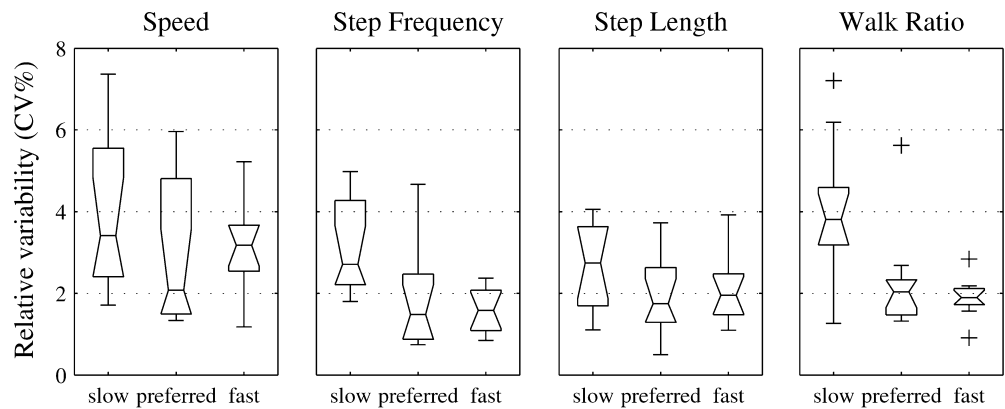 Speed Step Frequency Step Length Walk Ratio
Relative variability (CV%)
8
6
4
2
0
slow preferred fast slow preferred fast slow preferred fast slow preferred fast